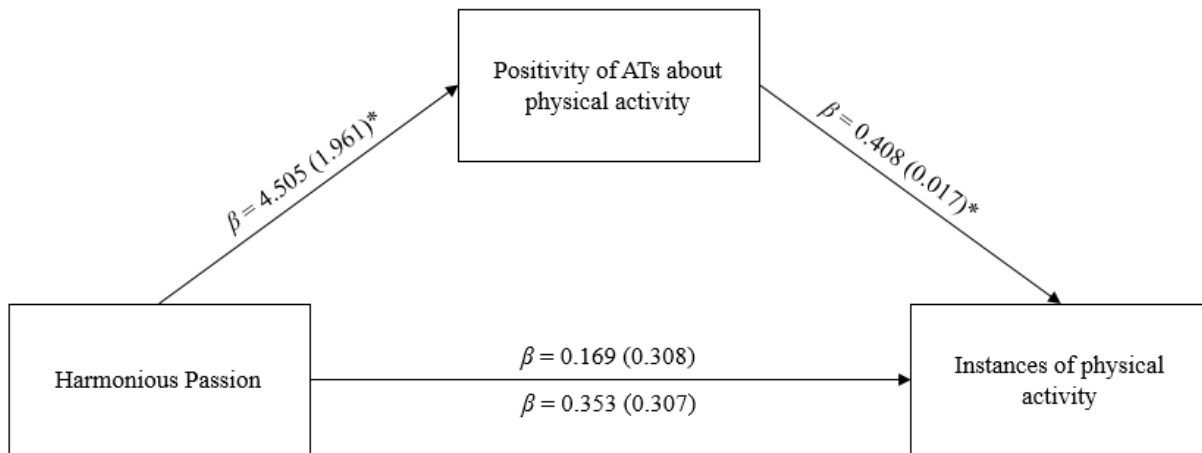 Positivity of ATs about
physical activity
β = 4.505 (1.961)*
β = 0.408 (0.017)*
Harmonious Passion
β = 0.169 (0.308)
β = 0.353 (0.307)
Instances of physical
activity